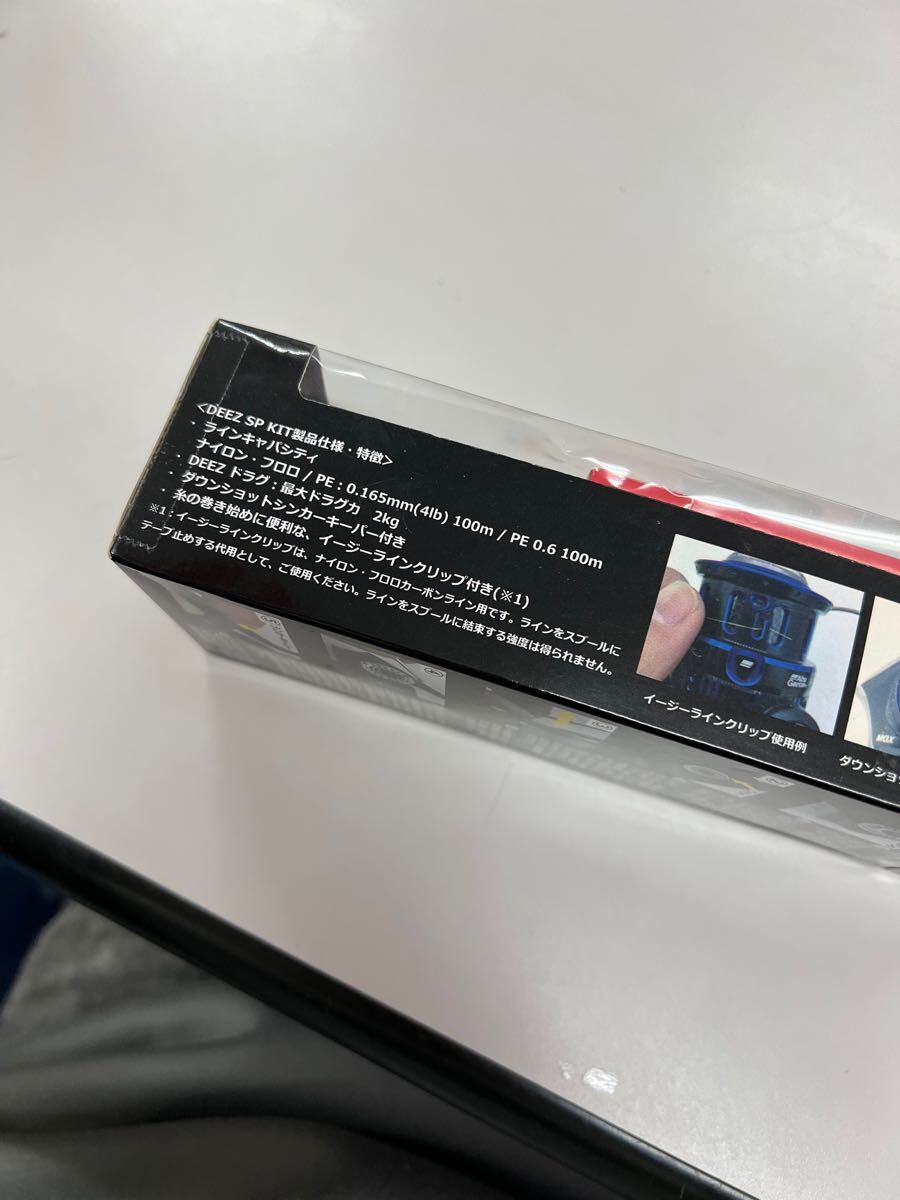 <DEEZ SP KIT製品仕様・特徴>
・ラインキャパシティ
ナイロン・フロロ / PE : 0.165mm(4lb) 100m / PE 0.6 100m
・DEEZ ドラグ : 最大ドラグカ 2kg
・ダウンショットシンカーキーパー付き
・糸の巻き始めに便利な、イージーラインクリップ付き(※1)
※1・イージーラインクリップは、ナイロン・フロロカーボンライン用です。ラインをスプールに
テープ止めする代用として、ご使用ください。ラインをスプールに結束する強度は得られません。
Abu
Garcia
イージーラインクリップ使用例
MGX
ダウンショ